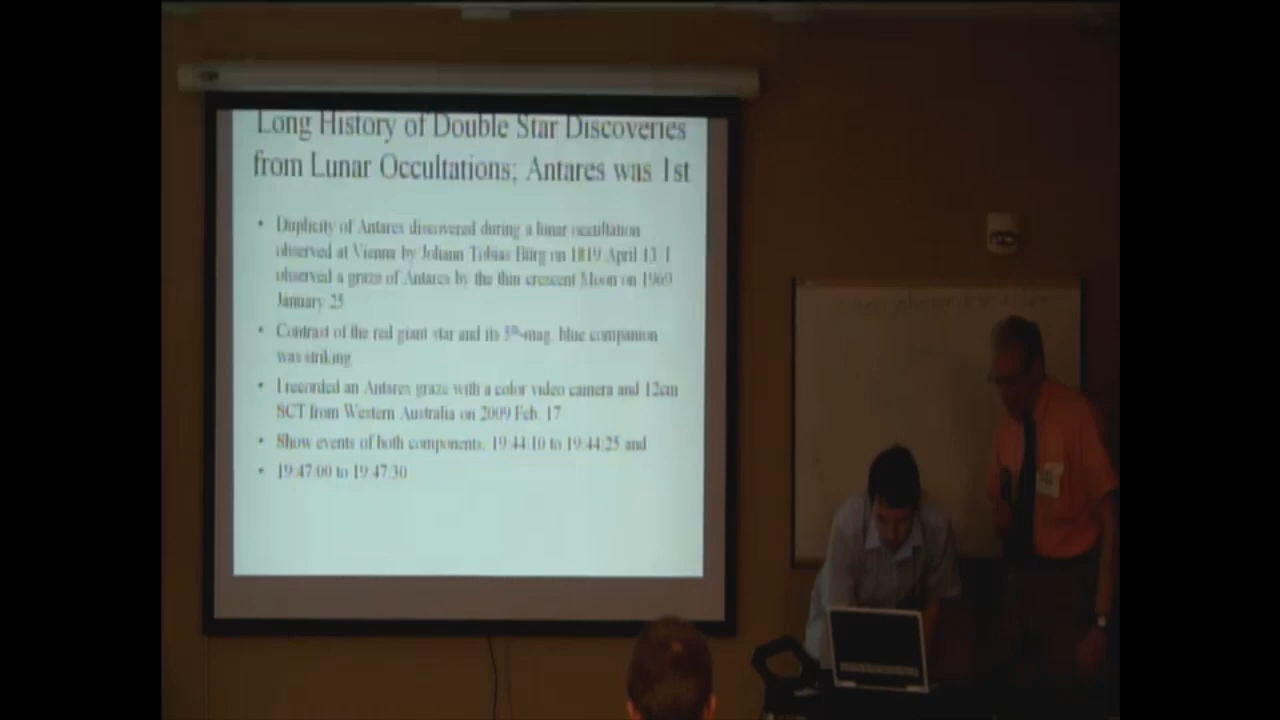 Long History of Double Star Discoveries
from Lunar Occultations; Antares was 1st
• Duplicity of Antares discovered during a lunar occultation
observed at Vienna by Johann Tobias Bürg on 1819 April 13. I
observed a graze of Antares by the thin crescent Moon on 1969
January 25
• Contrast of the red giant star and its 5th-mag. blue companion
was striking
• I recorded an Antares graze with a color video camera and 12cm
SCT from Western Australia on 2009 Feb. 17
• Show events of both components, 19:44:10 to 19:44:25 and
• 19:47:00 to 19:47:30